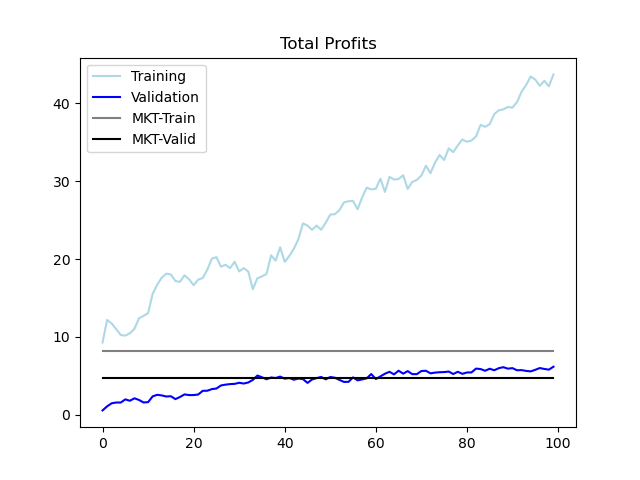 Total Profits
Training
Validation
MKT-Train
MKT-Valid
40
30
20
10
0
0 20 40 60 80 100